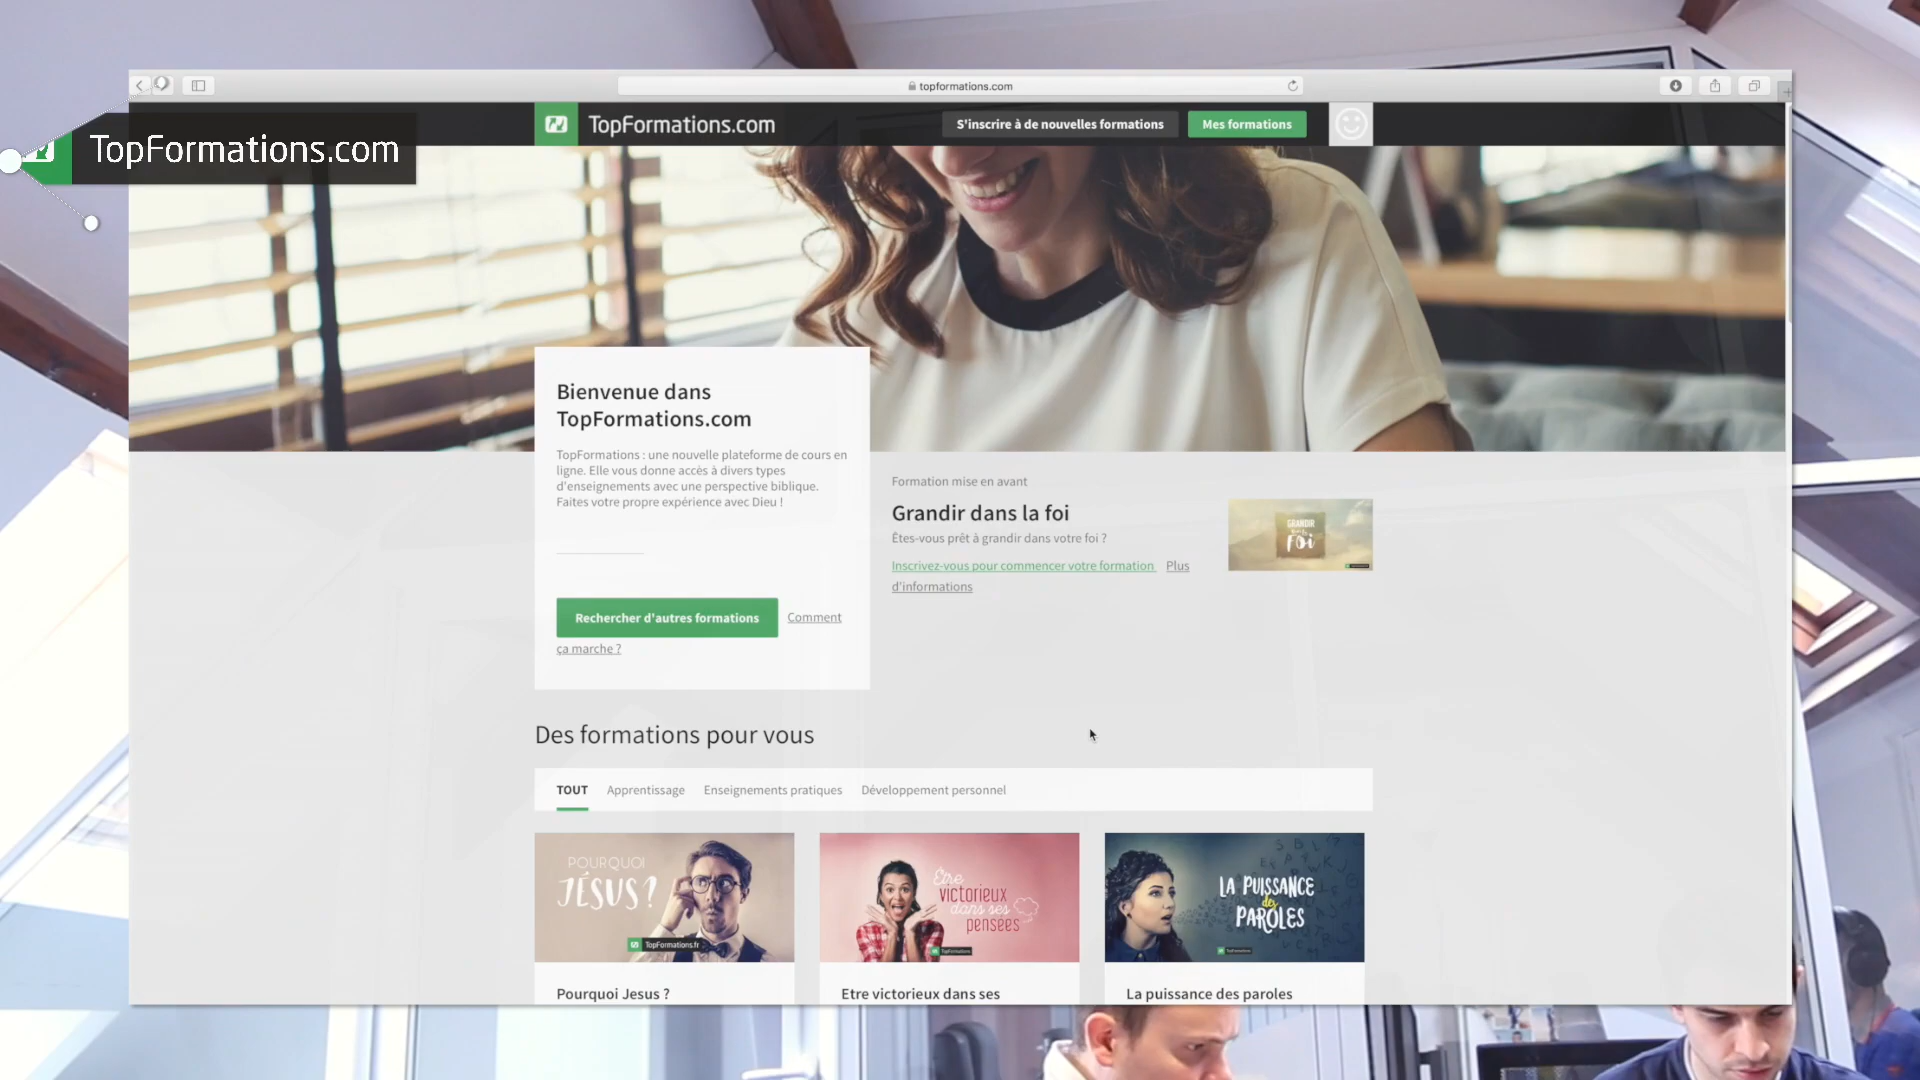 topformations.com
TopFormations.com
S'inscrire à de nouvelles formations
Mes formations
TopFormations.com
Bienvenue dans
TopFormations.com
TopFormations : une nouvelle plateforme de cours en
ligne. Elle vous donne accès à divers types
d'enseignements avec une perspective biblique.
Faites votre propre expérience avec Dieu !
Rechercher d'autres formations
Comment
ça marche ?
Formation mise en avant
Grandir dans la foi
Êtes-vous prêt à grandir dans votre foi ?
Inscrivez-vous pour commencer votre formation
Plus
d'informations
GRANDIR
FOI
Des formations pour vous
TOUT
Apprentissage
Enseignements pratiques
Développement personnel
POURQUOI
JÉSUS?
TopFormations.fr
Être
victorieux
dans ses
pensées
TopFormations
LA PUISSANCE
des
PAROLES
Pourquoi Jesus ?
Etre victorieux dans ses
La puissance des paroles